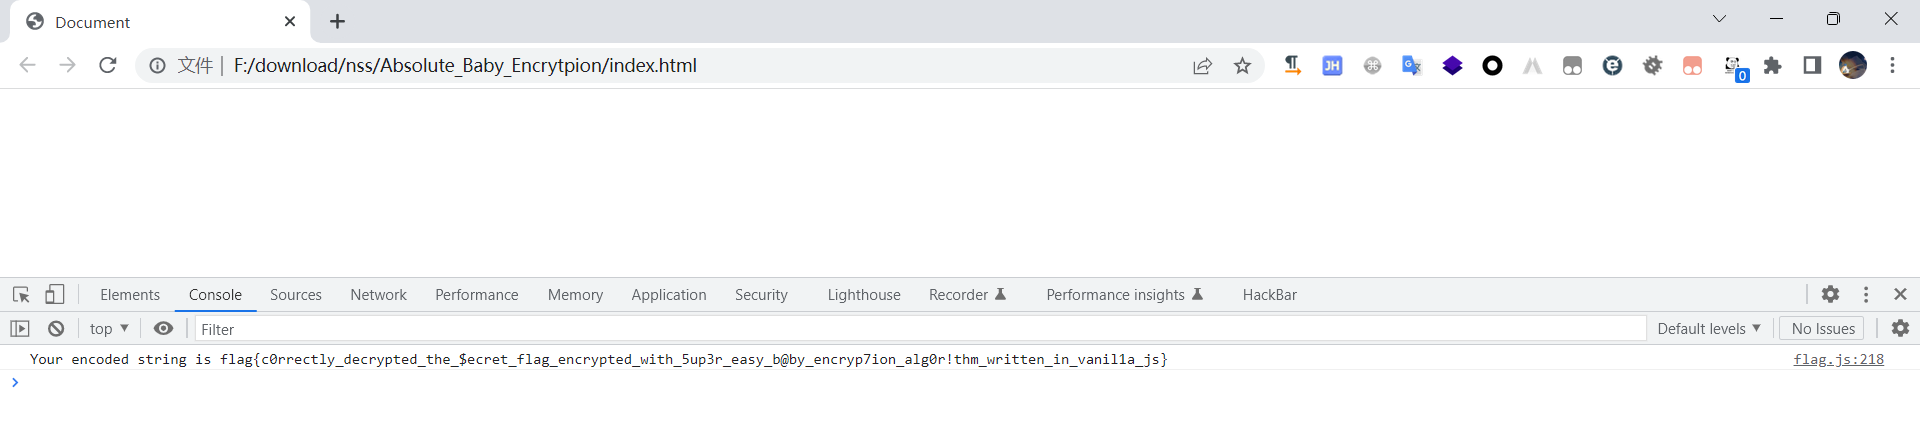 Document
文件 | F:/download/nss/Absolute_Baby_Encrytpion/index.html
JH
G
0
Elements Console Sources Network Performance Memory Application Security Lighthouse Recorder Performance insights HackBar
top Filter Default levels No Issues
Your encoded string is flag{c0rrectly_decrypted_the_$ecret_flag_encrypted_with_5up3r_easy_b@by_encryp7ion_alg0r!thm_written_in_vanil1a_js} flag.js:218